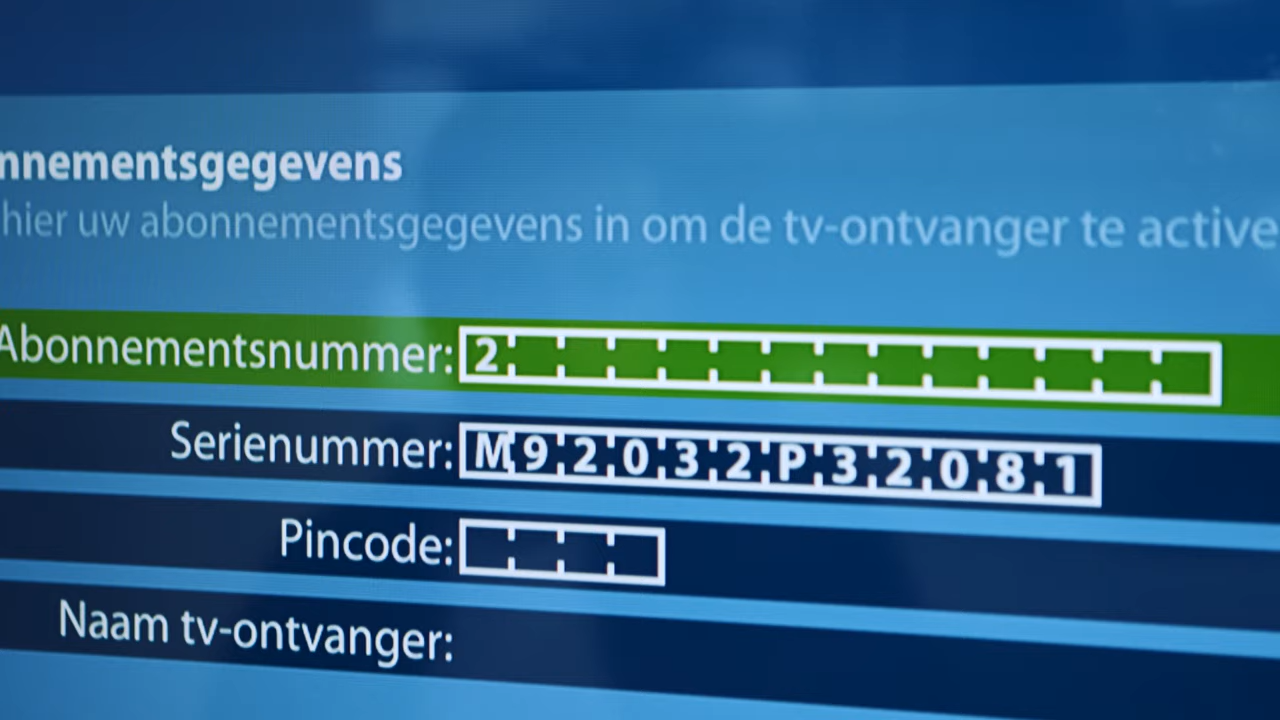 nnementsgegevens
hier uw abonnementsgegevens in om de tv-ontvanger te active
Abonnementsnummer: 2
Serienummer: M92032P32081
Pincode:
Naam tv-ontvanger: